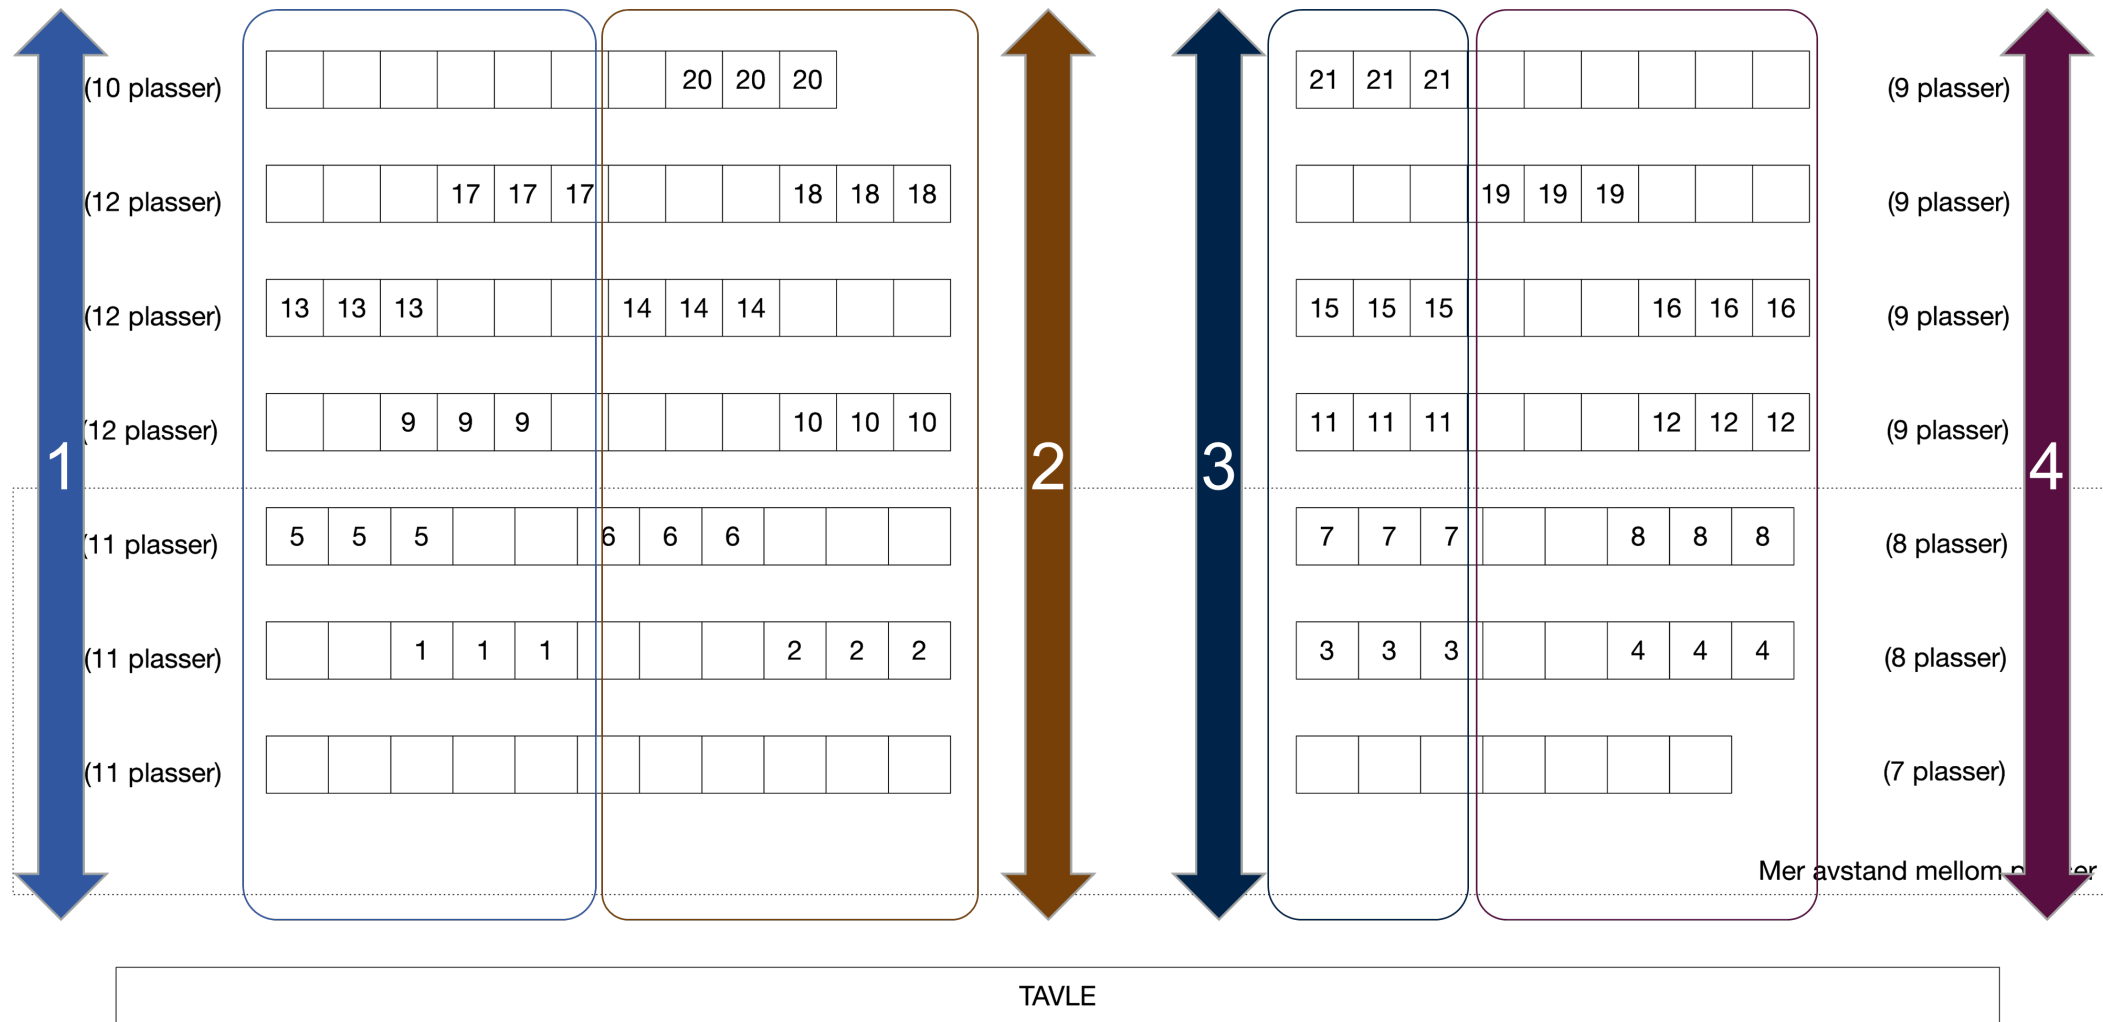 (10 plasser) 20 20 20 21 21 21 (9 plasser)
(12 plasser) 17 17 17 18 18 18 19 19 19 (9 plasser)
(12 plasser) 13 13 13 14 14 14 15 15 15 16 16 16 (9 plasser)
(12 plasser) 9 9 9 10 10 10 11 11 11 12 12 12 (9 plasser)
1 2 3 4
(11 plasser) 5 5 5 6 6 6 7 7 7 8 8 8 (8 plasser)
(11 plasser) 1 1 1 2 2 2 3 3 3 4 4 4 (8 plasser)
(11 plasser) (7 plasser)
Mer avstand mellom
TAVLE